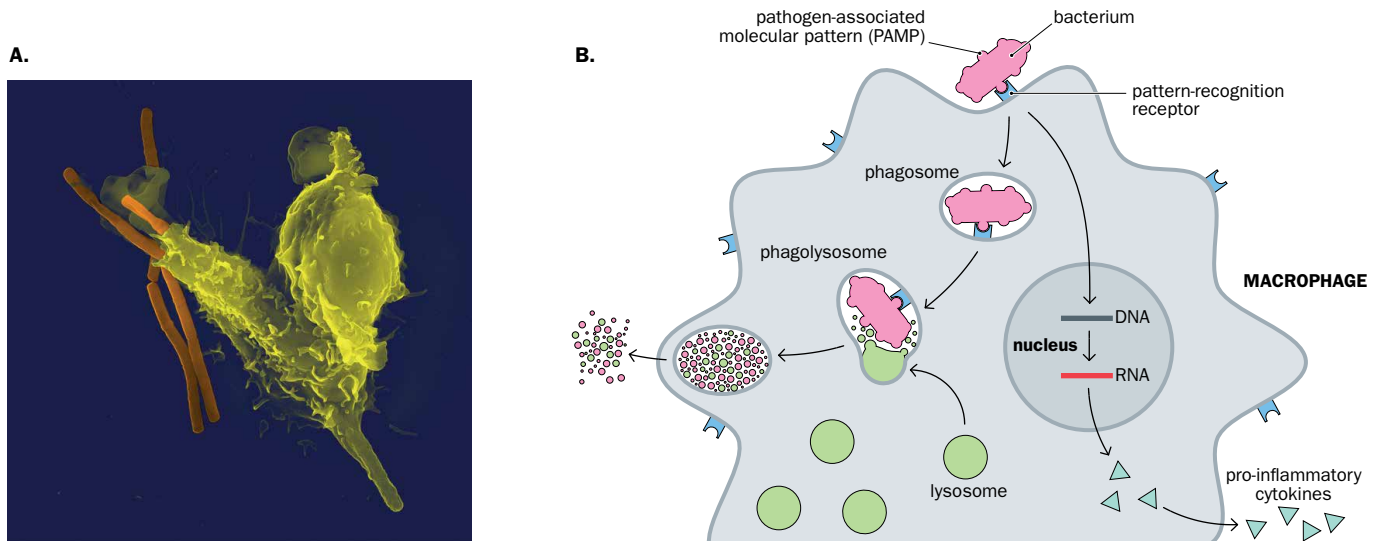 A.
B.
pathogen-associated
molecular pattern (PAMP)
bacterium
pattern-recognition
receptor
phagosome
phagolysosome
MACROPHAGE
DNA
nucleus
RNA
lysosome
pro-inflammatory
cytokines